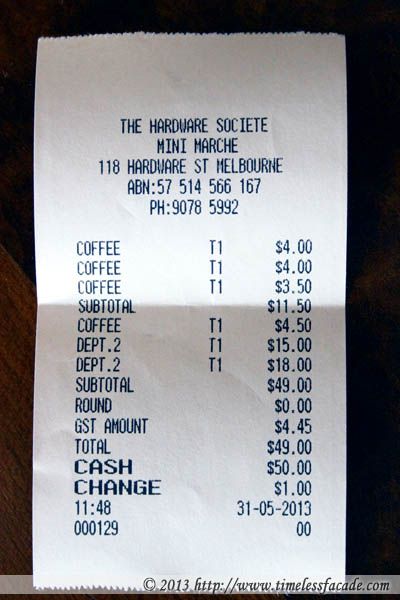 THE HARDWARE SOCIETE
MINI MARCHE
118 HARDWARE ST MELBOURNE
ABN:57 514 566 167
PH:9078 5992
COFFEE T1 $4.00
COFFEE T1 $4.00
COFFEE T1 $3.50
SUBTOTAL $11.50
COFFEE T1 $4.50
DEPT.2 T1 $15.00
DEPT.2 T1 $18.00
SUBTOTAL $49.00
ROUND $0.00
GST AMOUNT $4.45
TOTAL $49.00
CASH $50.00
CHANGE $1.00
11:48 31-05-2013
000129 00
© 2013 http://www.timelessfacade.com